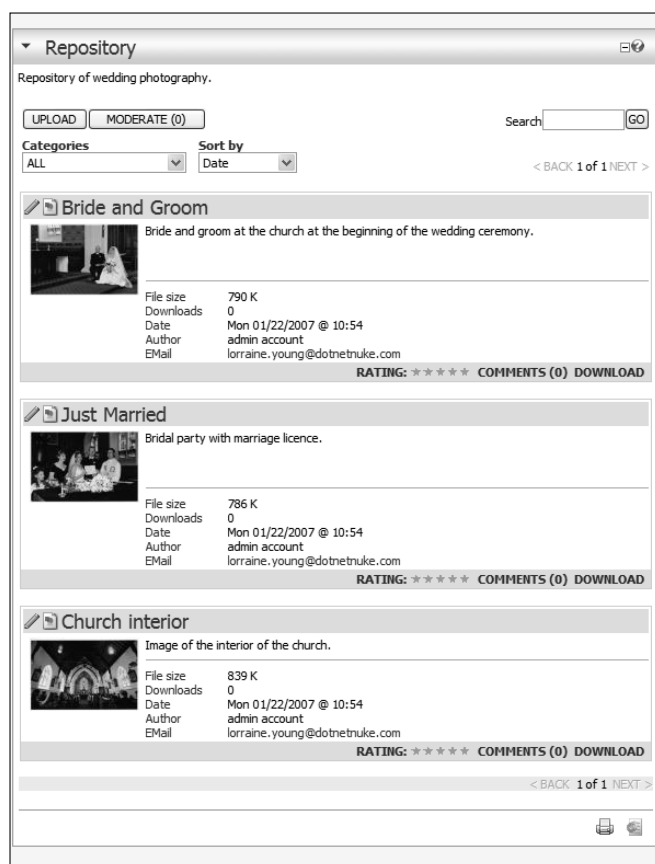 Repository
Repository of wedding photography.
UPLOAD MODERATE (0) Search GO
Categories Sort by
ALL Date < BACK 1 of 1 NEXT >
Bride and Groom
Bride and groom at the church at the beginning of the wedding ceremony.
File size 790 K
Downloads 0
Date Mon 01/22/2007 @ 10:54
Author admin account
EMail lorraine.young@dotnetnuke.com
RATING: COMMENTS (0) DOWNLOAD
Just Married
Bridal party with marriage licence.
File size 786 K
Downloads 0
Date Mon 01/22/2007 @ 10:54
Author admin account
EMail lorraine.young@dotnetnuke.com
RATING: COMMENTS (0) DOWNLOAD
Church interior
Image of the interior of the church.
File size 839 K
Downloads 0
Date Mon 01/22/2007 @ 10:54
Author admin account
EMail lorraine.young@dotnetnuke.com
RATING: COMMENTS (0) DOWNLOAD
< BACK 1 of 1 NEXT >